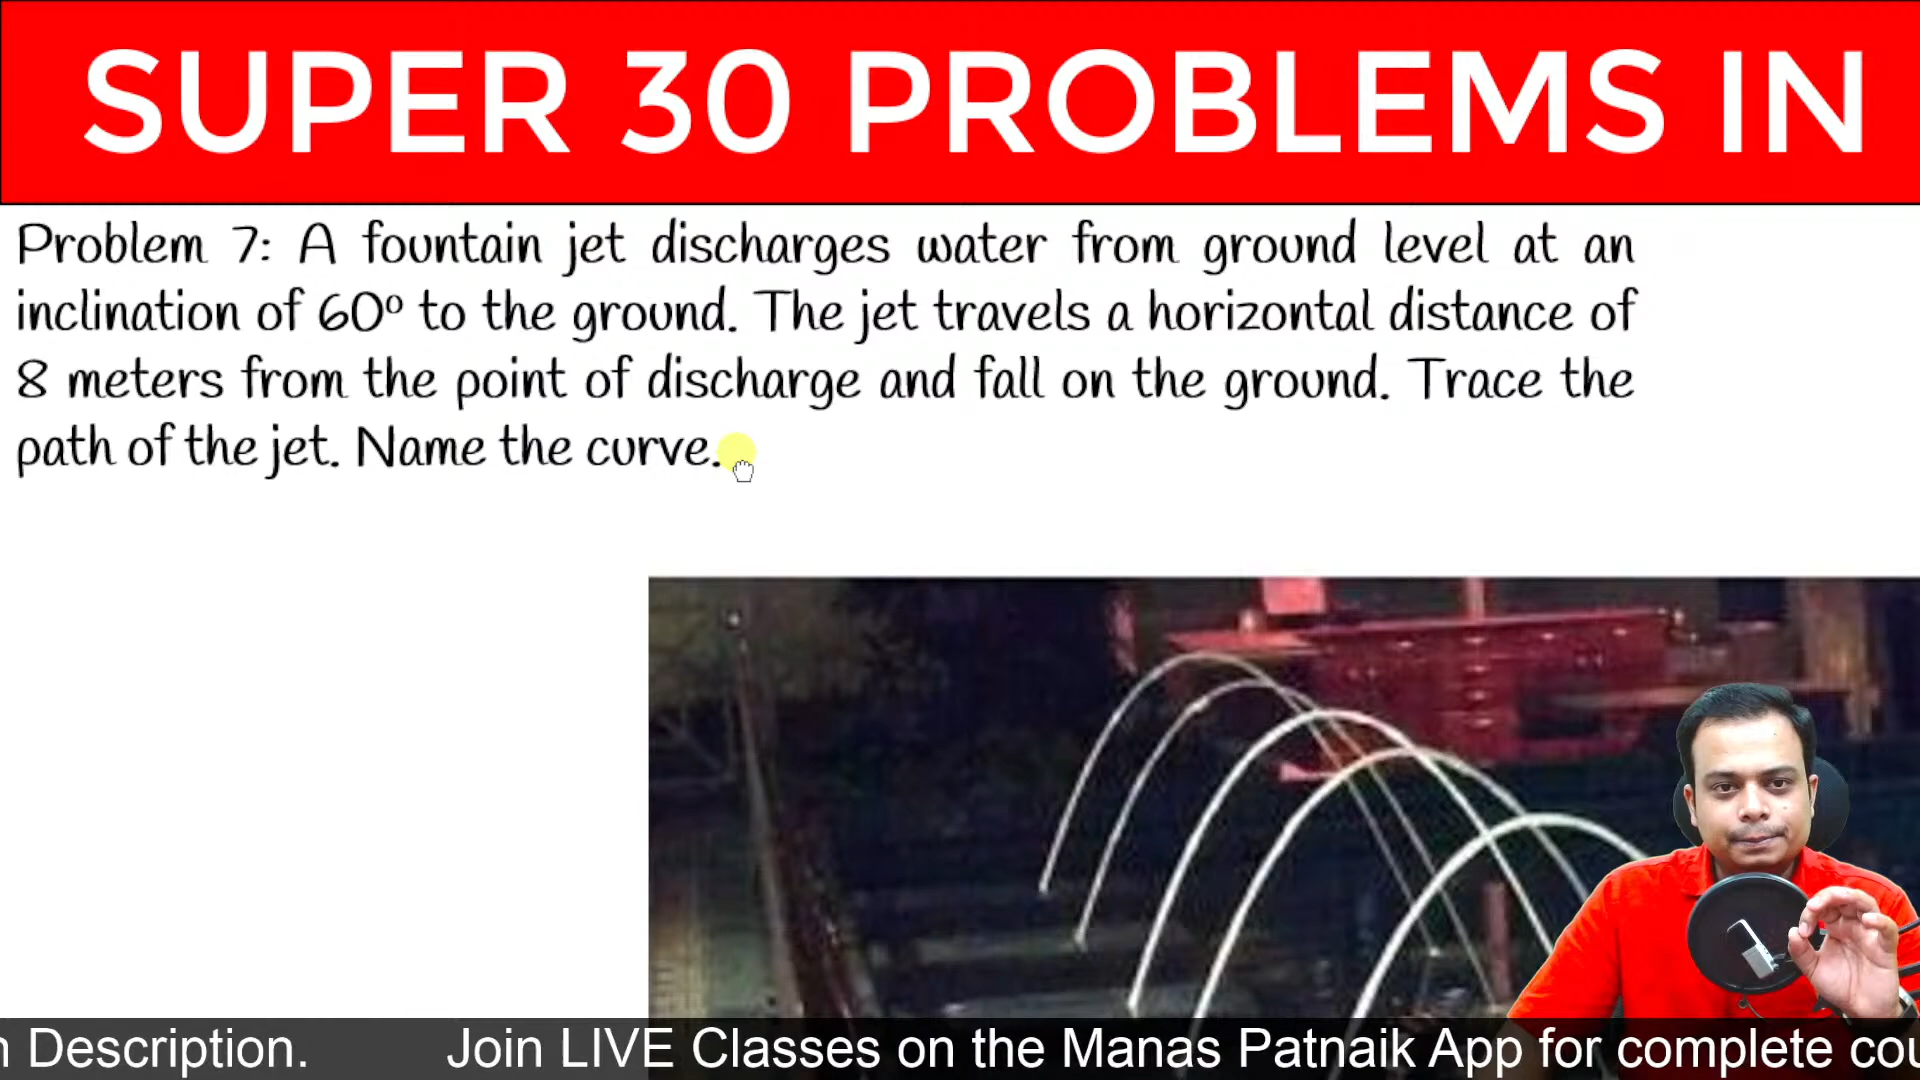 SUPER 30 PROBLEMS IN
Problem 7: A fountain jet discharges water from ground level at an
inclination of 60° to the ground. The jet travels a horizontal distance of
8 meters from the point of discharge and fall on the ground. Trace the
path of the jet. Name the curve.
n Description. Join LIVE Classes on the Manas Patnaik App for complete cou